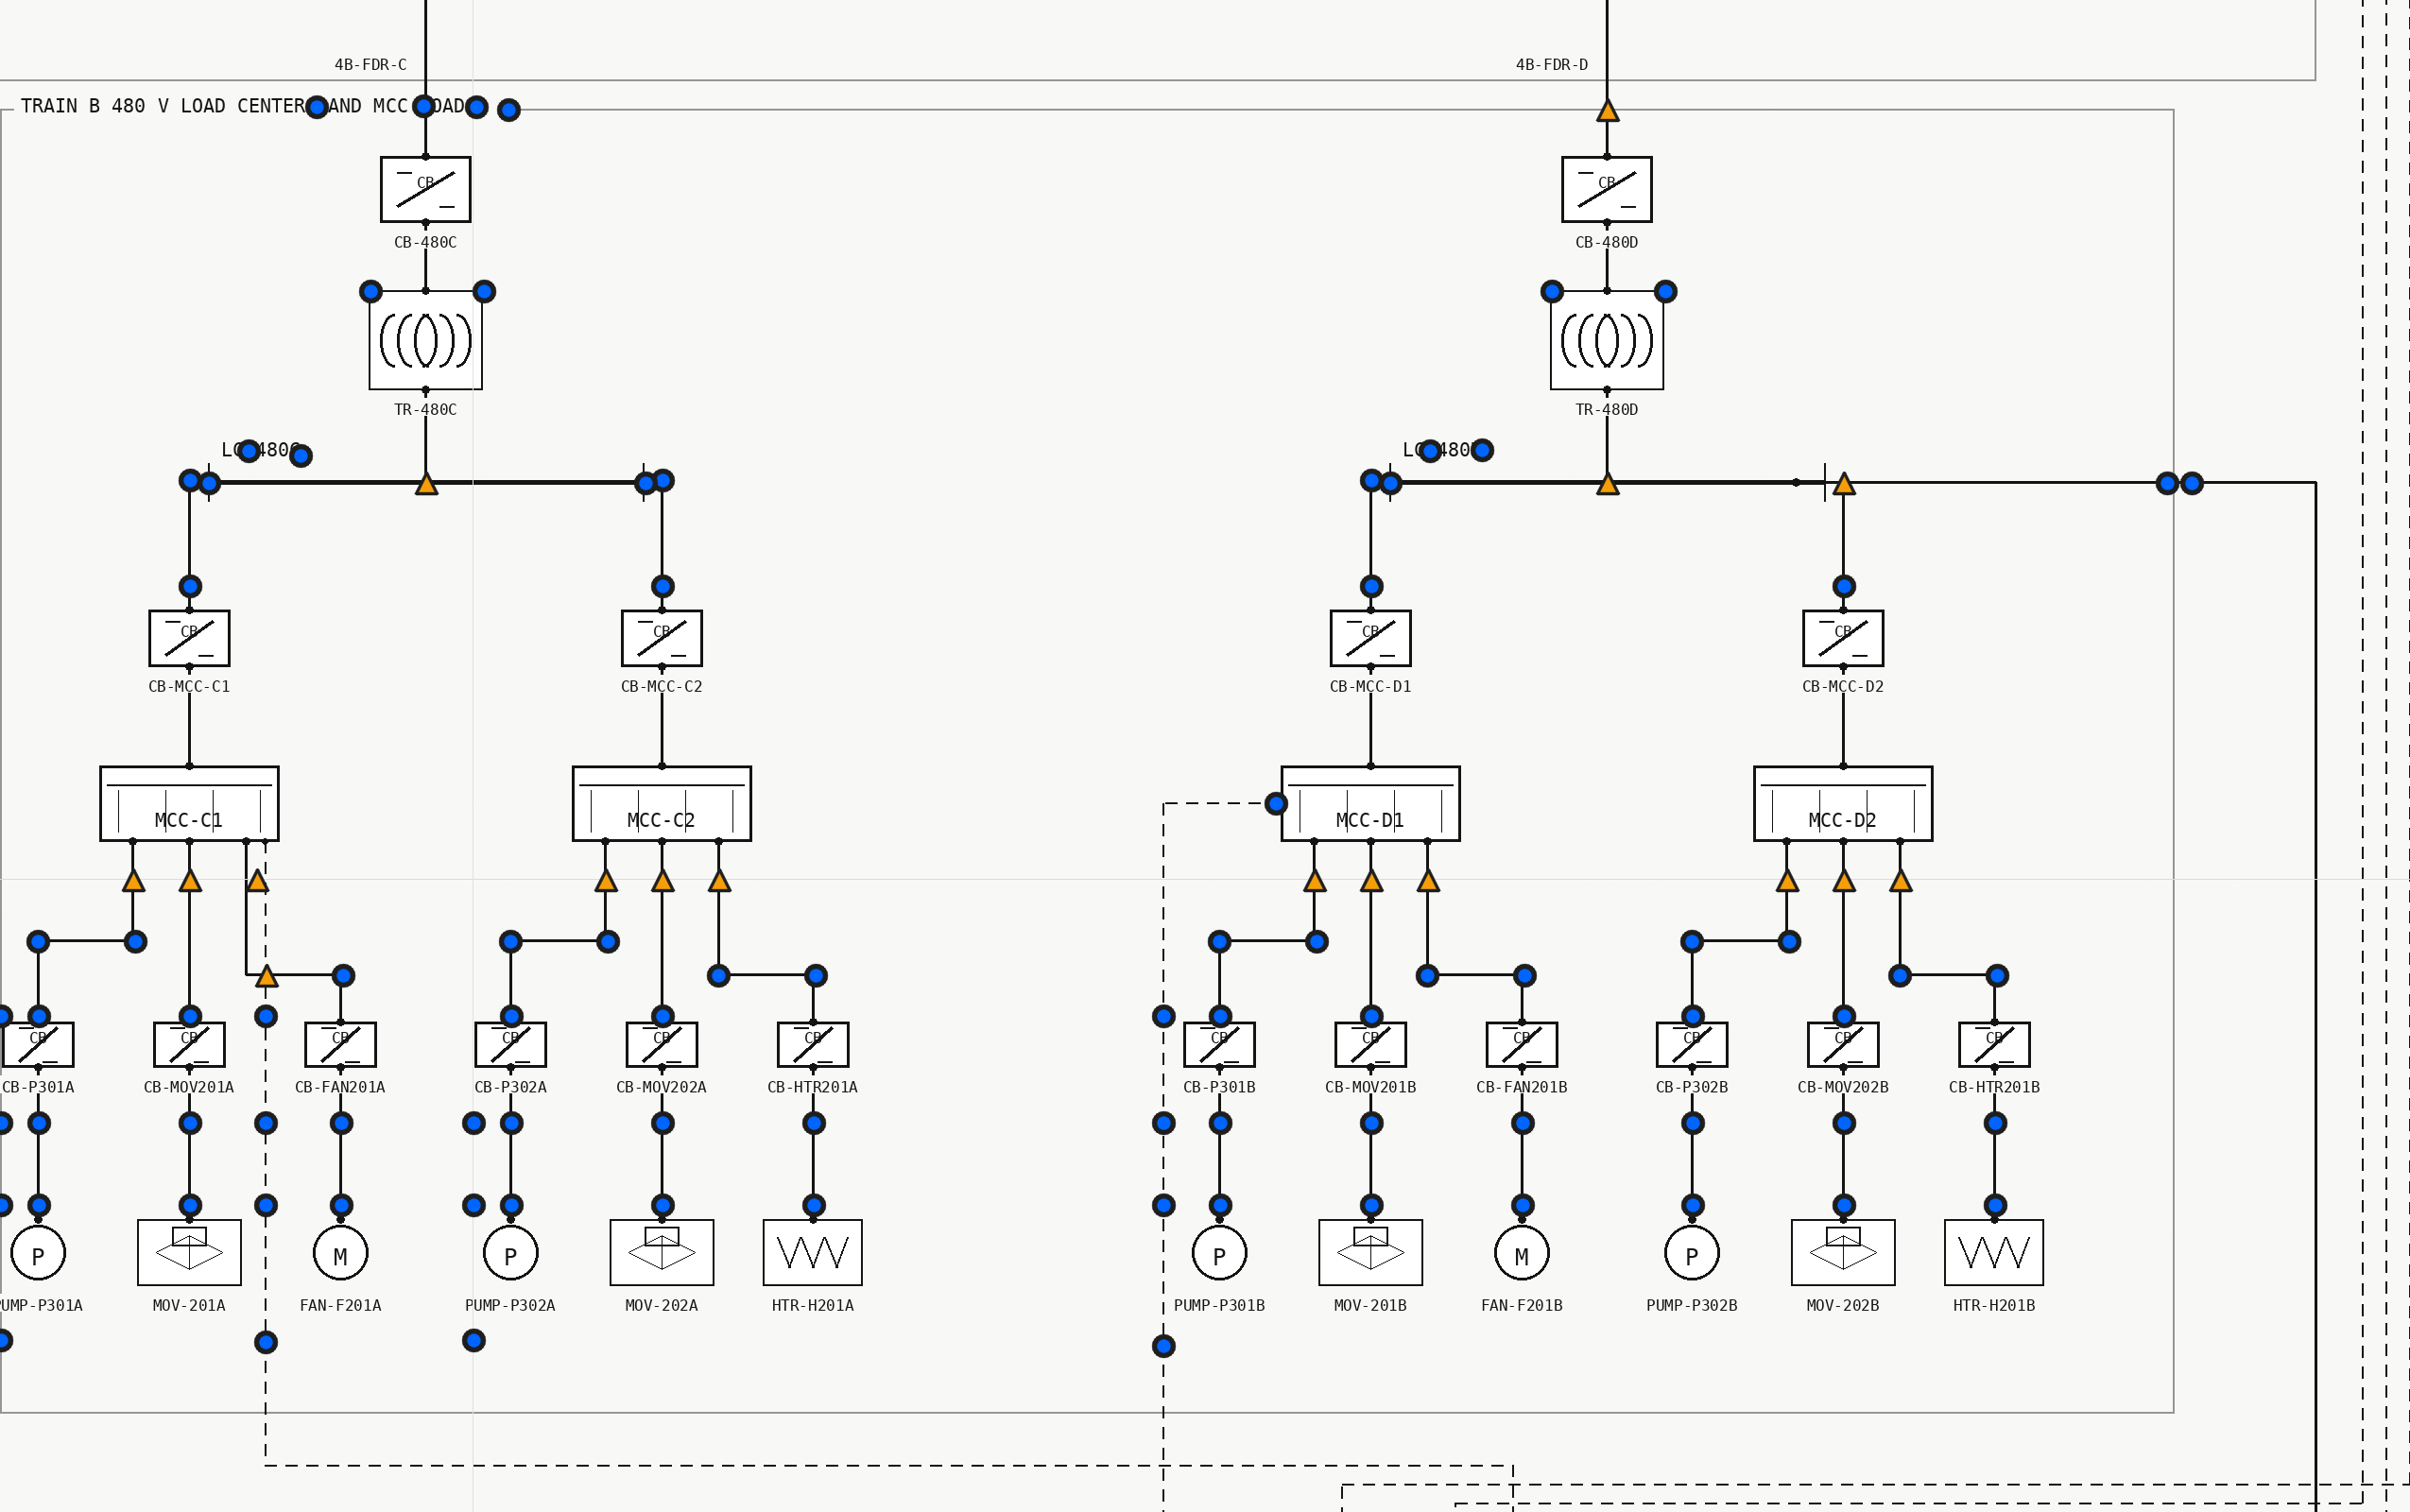 4B-FDR-C
4B-FDR-D
TRAIN B 480 V LOAD CENTER AND MCC OAD
CB
CB
CB-480C
CB-480D
TR-480C
TR-480D
CB
CB
CB
CB
CB-MCC-C1
CB-MCC-C2
CB-MCC-D1
CB-MCC-D2
MCC-C1
MCC-C2
MCC-D1
MCC-D2
CB
CB
CB
CB
CB
CB
CB
CB
CB
CB
CB
CB
CB-P301A
CB-MOV201A
CB-FAN201A
CB-P302A
CB-MOV202A
CB-HTR201A
CB-P301B
CB-MOV201B
CB-FAN201B
CB-P302B
CB-MOV202B
CB-HTR201B
P
M
P
P
M
P
UMP-P301A
MOV-201A
FAN-F201A
PUMP-P302A
MOV-202A
HTR-H201A
PUMP-P301B
MOV-201B
FAN-F201B
PUMP-P302B
MOV-202B
HTR-H201B